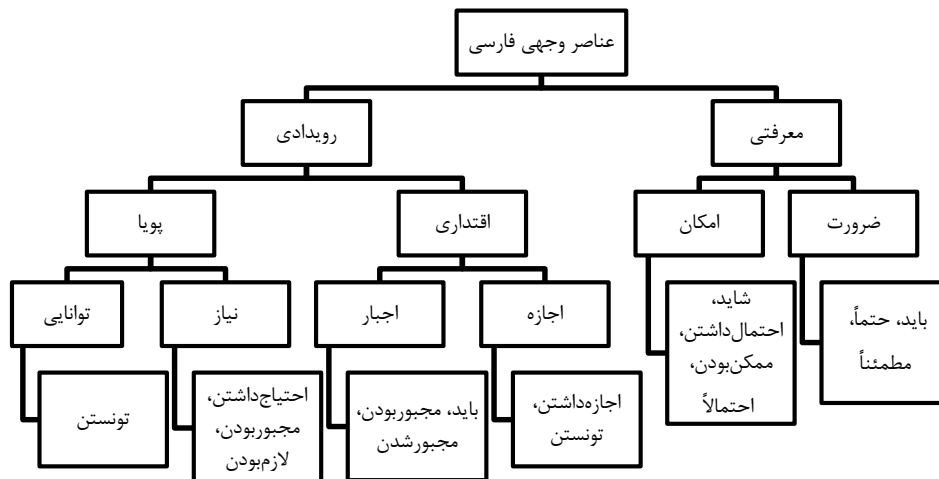 عناصر وجهی فارسی
معرفتی
رویدادی
ضرورت
امکان
اقتداری
پویا
باید، حتماً،
مطمئناً
شاید،
احتمال‌داشتن،
ممکن‌بودن،
احتمالاً
اجازه
اجبار
نیاز
توانایی
اجازه‌داشتن،
تونستن
باید، مجبوربودن،
مجبورشدن
احتیاج‌داشتن،
مجبوربودن،
لازم‌بودن
تونستن